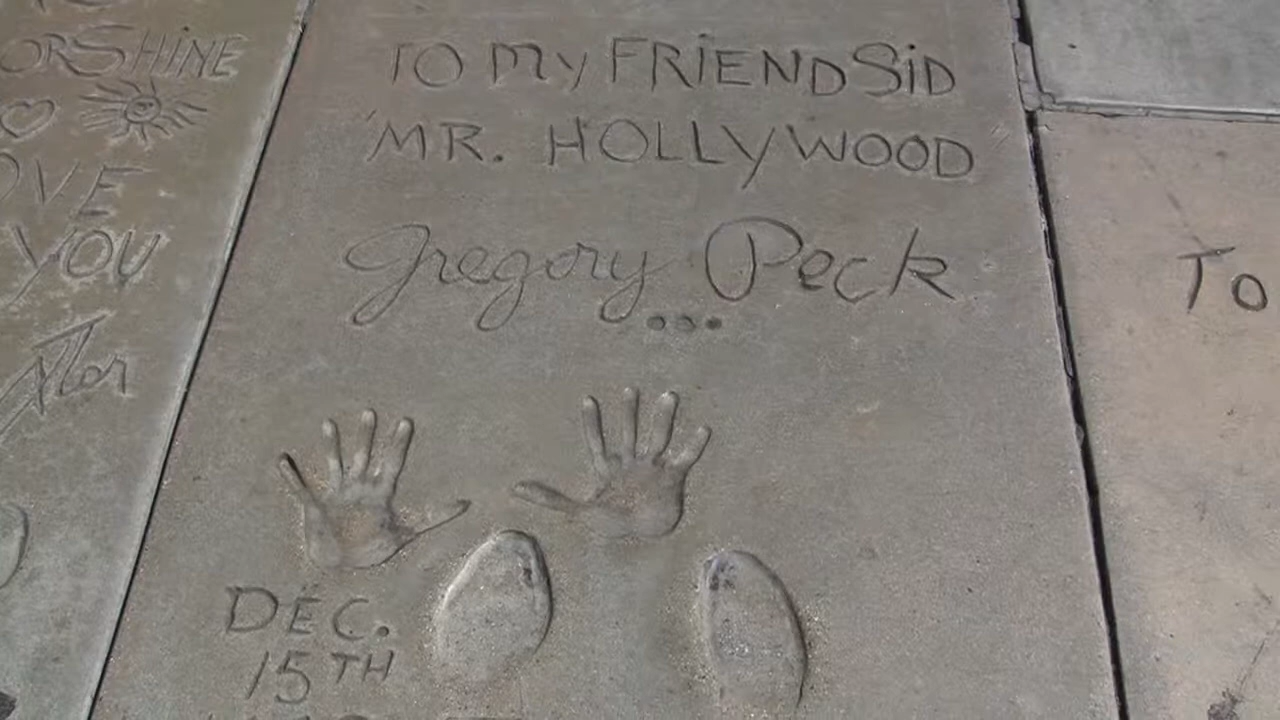 ORSHINE
OVE
YOU
TO My FRiEND SiD
"MR. HOLLYWOOD"
Gregory Peck
...
DEC.
15TH
To